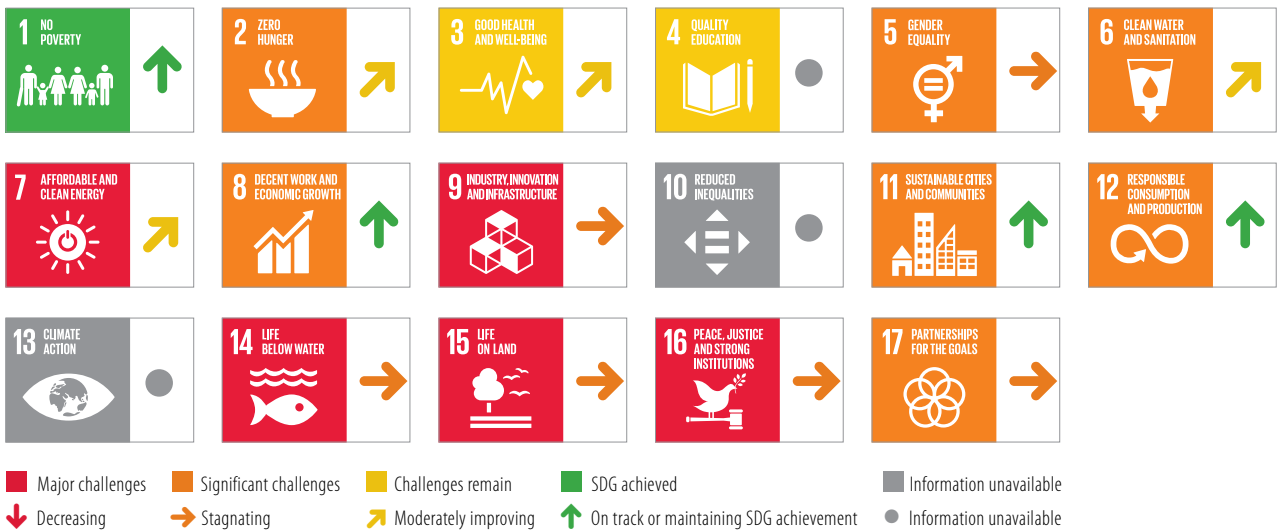 1 NO
POVERTY
2 ZERO
HUNGER
3 GOOD HEALTH
AND WELL-BEING
4 QUALITY
EDUCATION
5 GENDER
EQUALITY
6 CLEAN WATER
AND SANITATION
7 AFFORDABLE AND
CLEAN ENERGY
8 DECENT WORK AND
ECONOMIC GROWTH
9 INDUSTRY, INNOVATION
AND INFRASTRUCTURE
10 REDUCED
INEQUALITIES
11 SUSTAINABLE CITIES
AND COMMUNITIES
12 RESPONSIBLE
CONSUMPTION
AND PRODUCTION
13 CLIMATE
ACTION
14 LIFE
BELOW WATER
15 LIFE
ON LAND
16 PEACE, JUSTICE
AND STRONG
INSTITUTIONS
17 PARTNERSHIPS
FOR THE GOALS
Major challenges
Significant challenges
Challenges remain
SDG achieved
Information unavailable
Decreasing
Stagnating
Moderately improving
On track or maintaining SDG achievement
Information unavailable